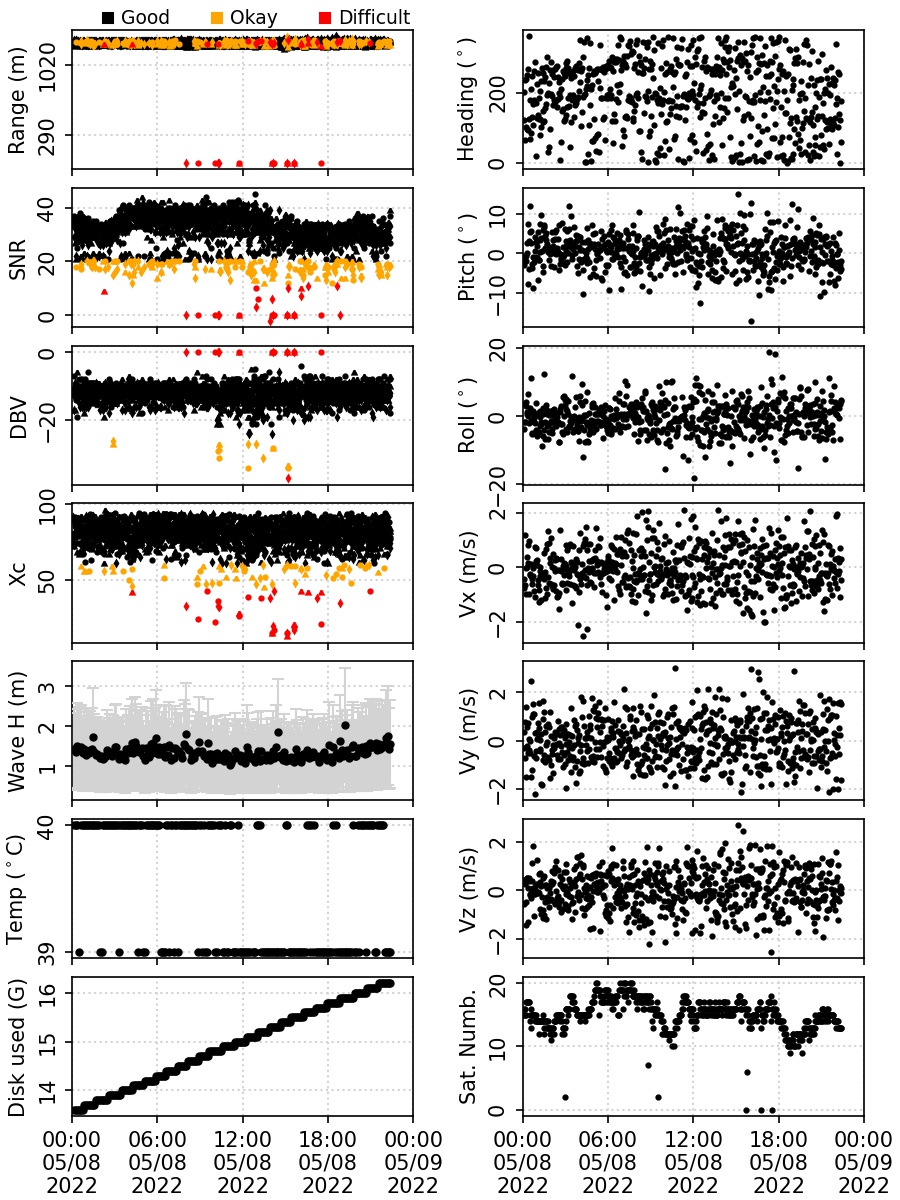 Good Okay Difficult
Range (m)
1020
290
Heading (°)
200
0
SNR
40
20
0
Pitch (°)
10
0
−10
DBV
0
−20
Roll (°)
20
0
−20
Xc
100
50
Vx (m/s)
2
0
−2
Wave H (m)
3
2
1
Vy (m/s)
2
0
−2
Temp (°C)
40
39
Vz (m/s)
2
0
−2
Disk used (G)
16
15
14
Sat. Numb.
20
10
0
00:00 06:00 12:00 18:00 00:00
05/08 05/08 05/08 05/08 05/09
2022 2022 2022 2022 2022
00:00 06:00 12:00 18:00 00:00
05/08 05/08 05/08 05/08 05/09
2022 2022 2022 2022 2022